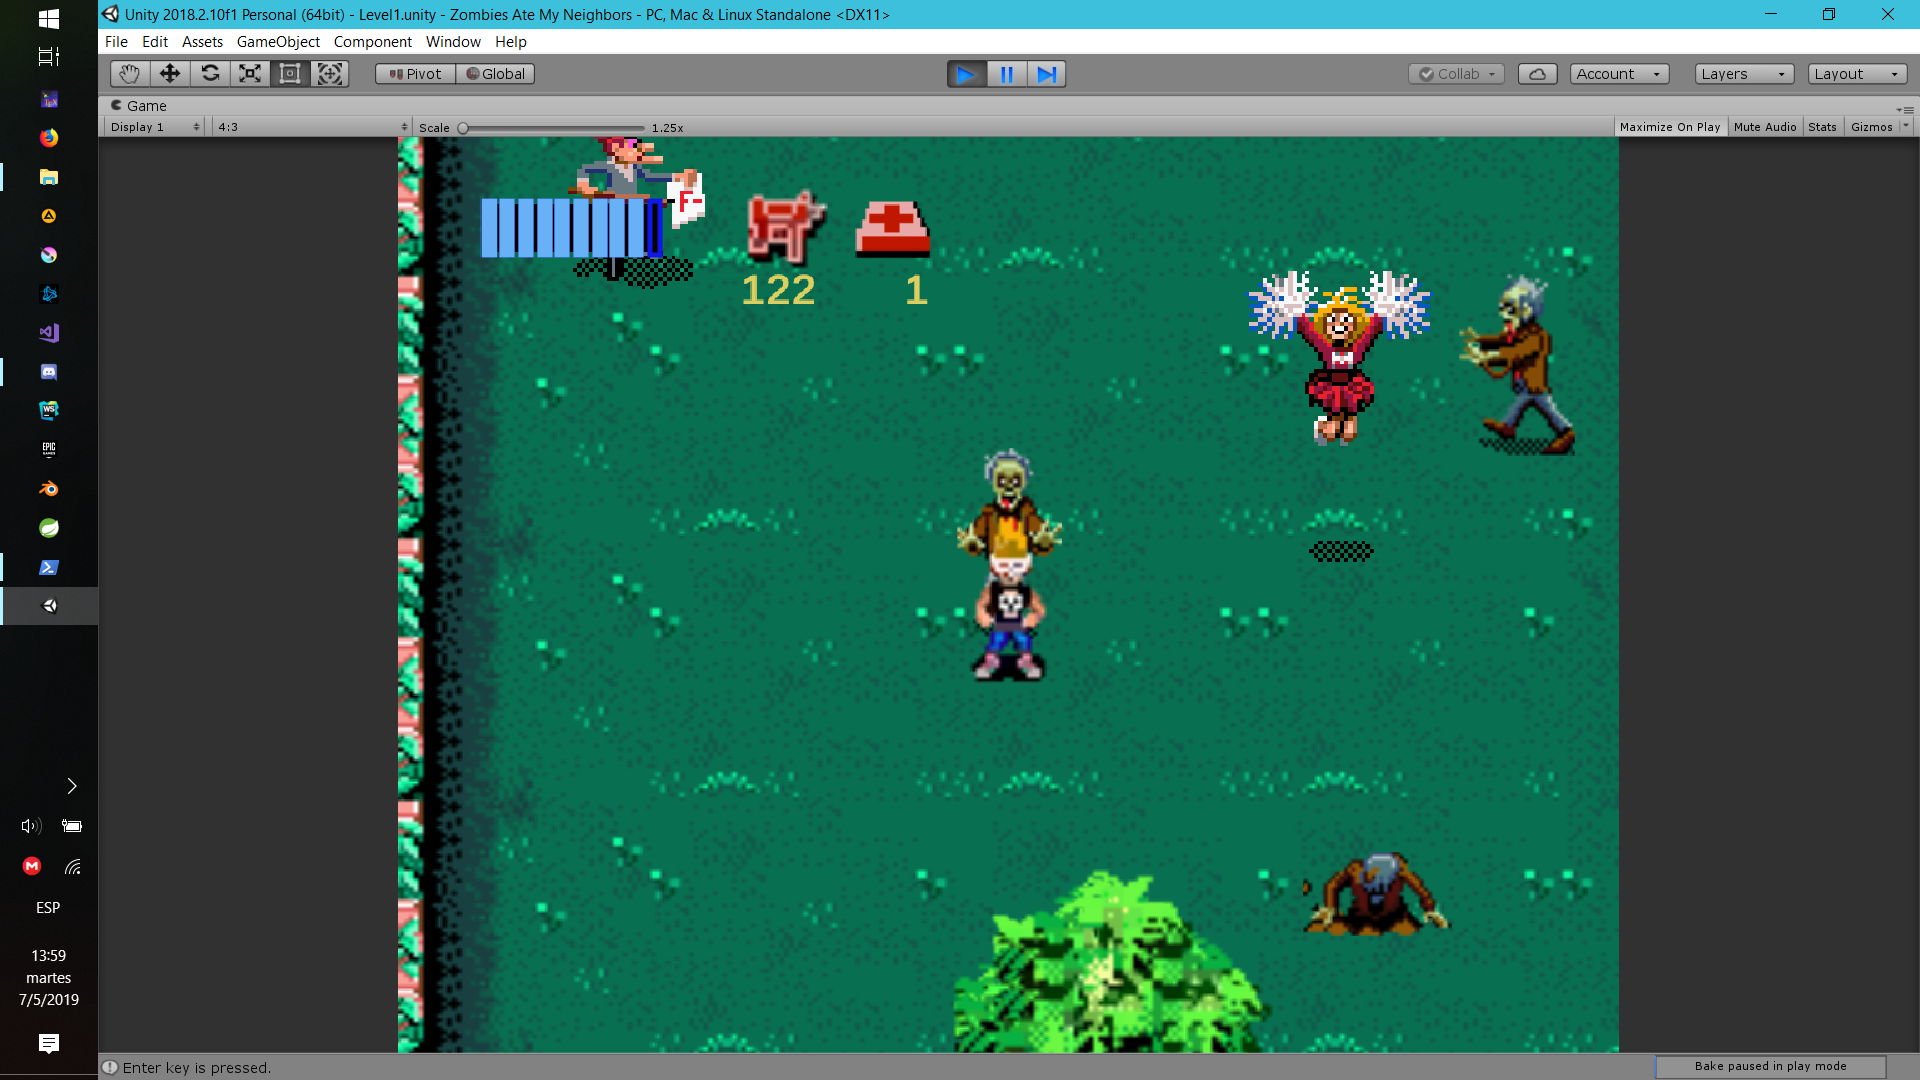 Unity 2018.2.10f1 Personal (64bit) - Level1.unity - Zombies Ate My Neighbors - PC, Mac & Linux Standalone <DX11>
File Edit Assets GameObject Component Window Help
Pivot Global Collab Account Layers Layout
Game
Display 1 4:3 Scale 1.25x Maximize On Play Mute Audio Stats Gizmos
F-
122 1
WS
EPIC GAMES
M
ESP
13:59
martes
7/5/2019
Enter key is pressed.
Bake paused in play mode